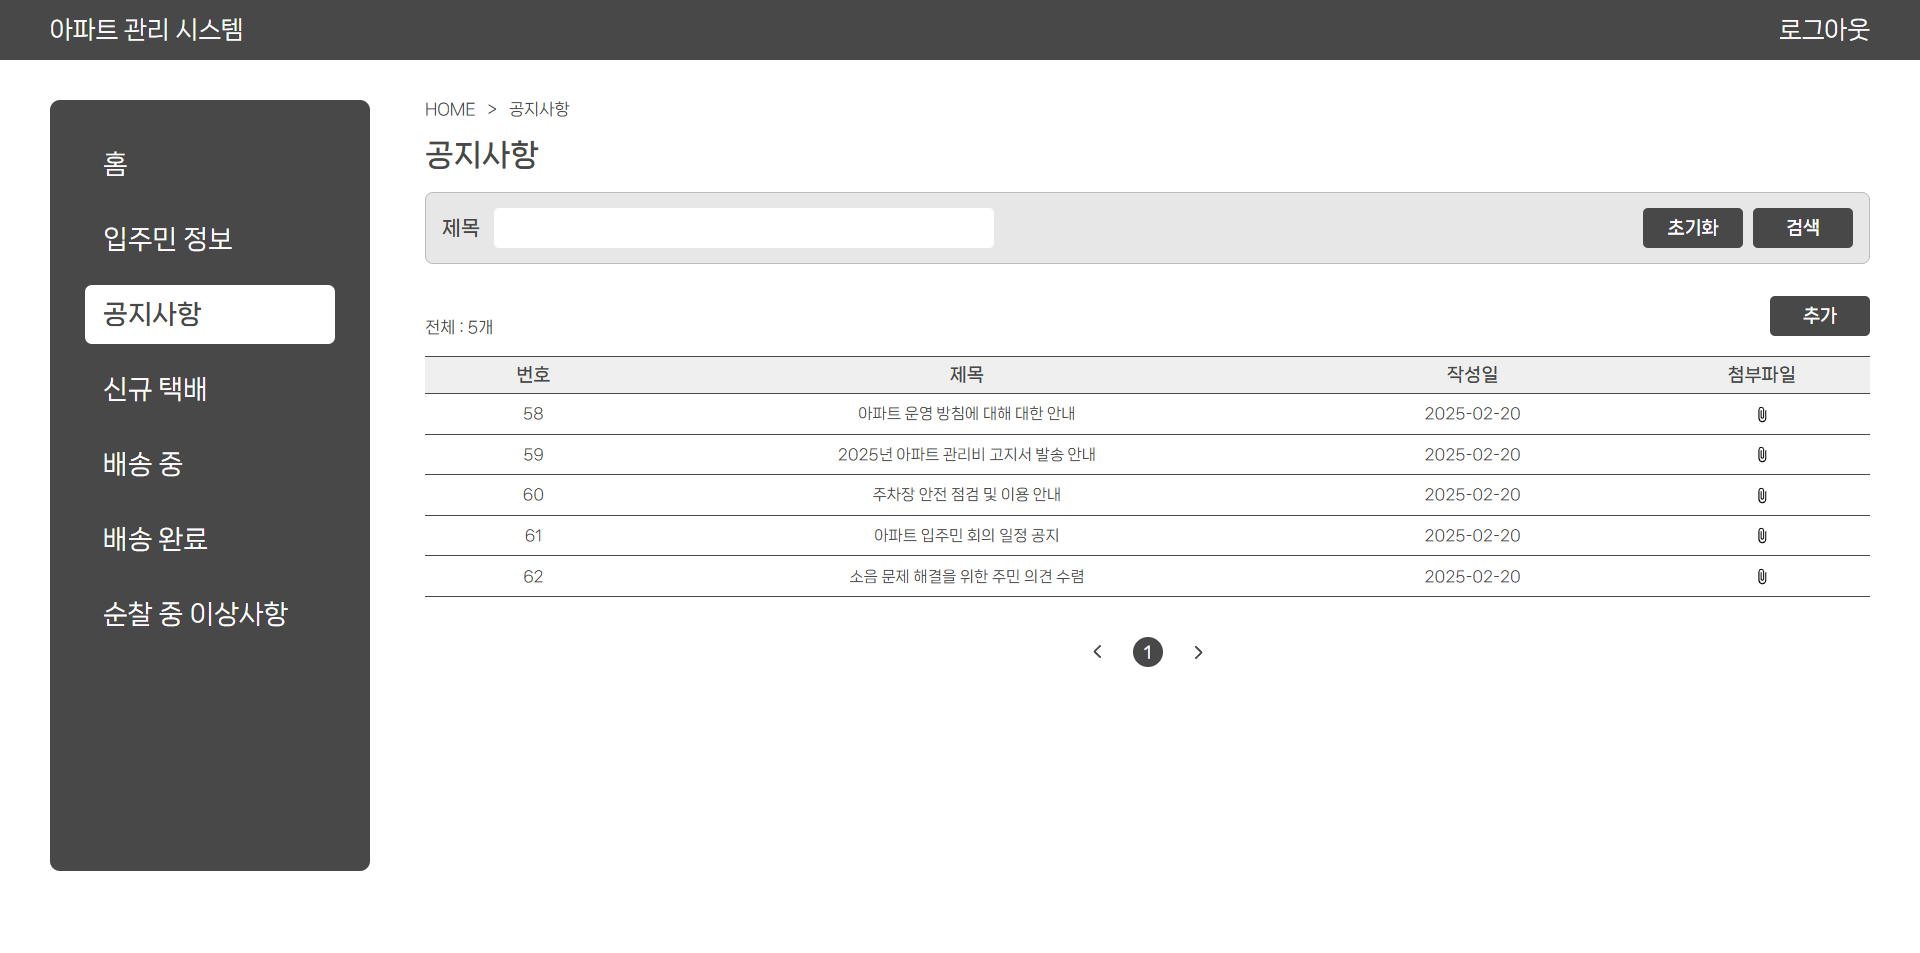 아파트 관리 시스템
로그아웃
홈
입주민 정보
공지사항
신규 택배
배송 중
배송 완료
순찰 중 이상사항
HOME > 공지사항
공지사항
제목
초기화
검색
전체 : 5개
추가
번호 제목 작성일 첨부파일
58 아파트 운영 방침에 대해 대한 안내 2025-02-20
59 2025년 아파트 관리비 고지서 발송 안내 2025-02-20
60 주차장 안전 점검 및 이용 안내 2025-02-20
61 아파트 입주민 회의 일정 공지 2025-02-20
62 소음 문제 해결을 위한 주민 의견 수렴 2025-02-20
< 1 >